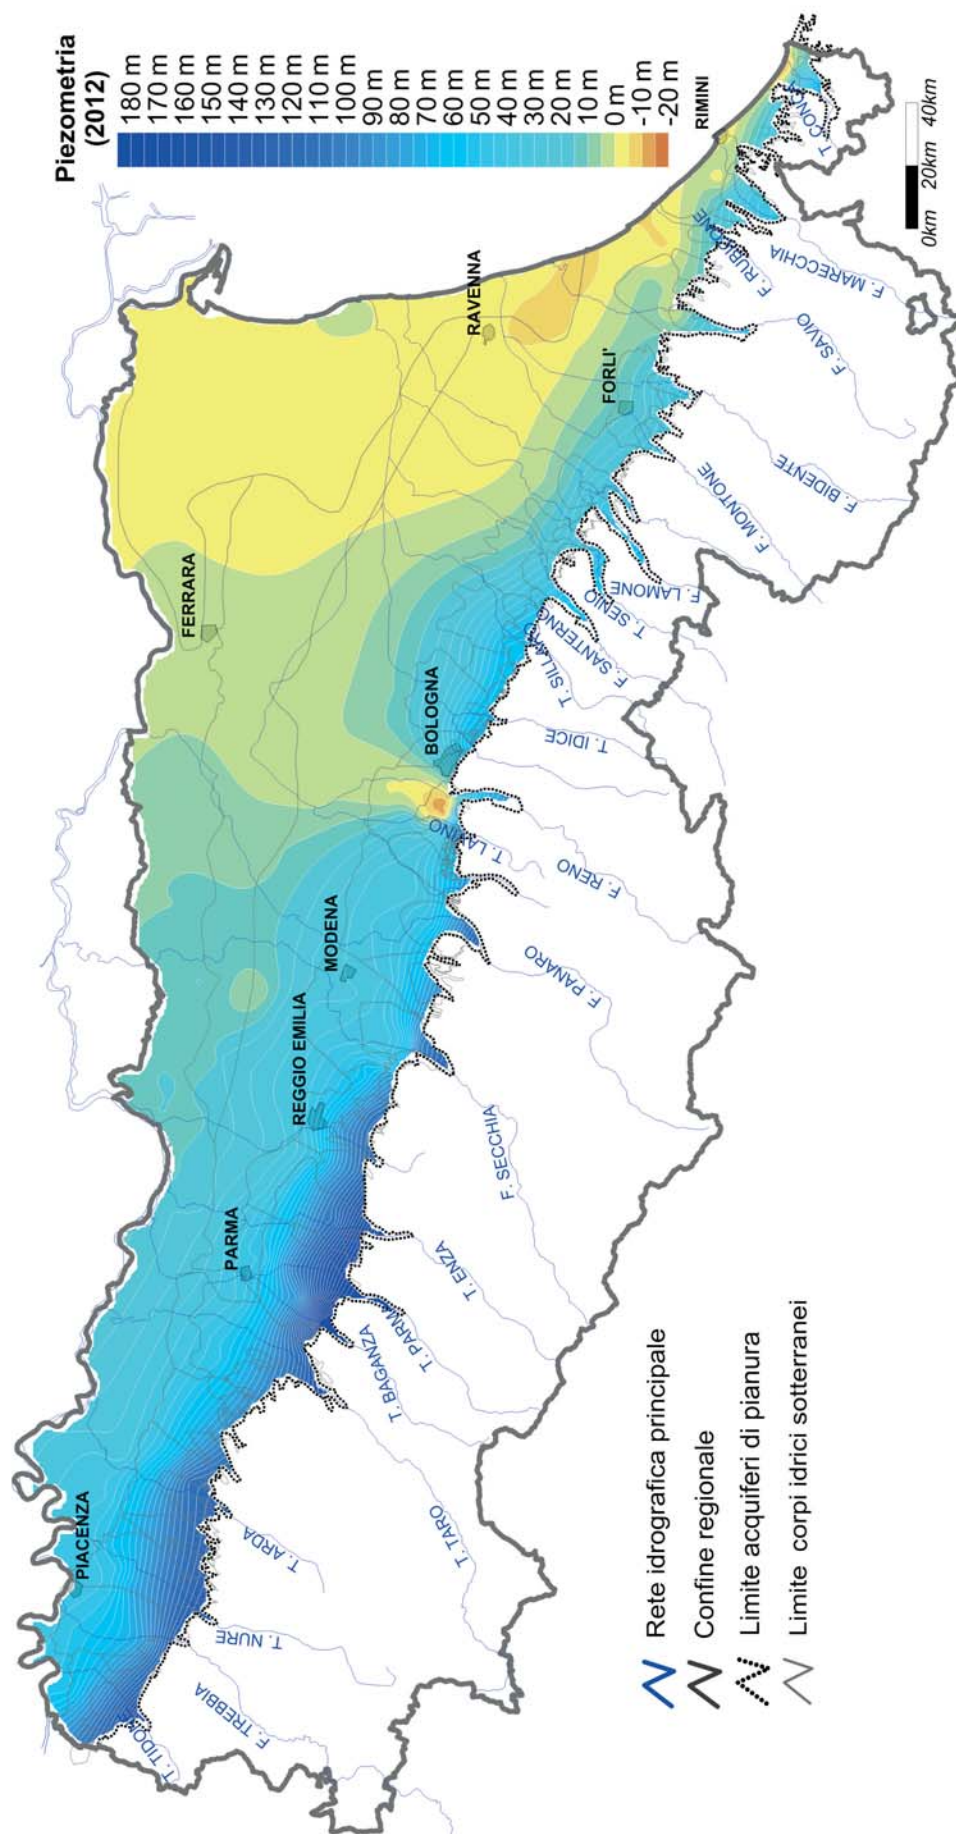 Piezometria
(2012)
180 m
170 m
160 m
150 m
140 m
130 m
120 m
110 m
100 m
90 m
80 m
70 m
60 m
50 m
40 m
30 m
20 m
10 m
0 m
-10 m
-20 m
PIACENZA
PARMA
REGGIO EMILIA
MODENA
BOLOGNA
FERRARA
RAVENNA
FORLI'
RIMINI
T. TIDONE
F. TREBBIA
T. NURE
T. ARDA
T. TARO
T. BAGANZA
T. PARMA
T. ENZA
F. SECCHIA
F. PANARO
T. LAVINO
F. RENO
T. IDICE
T. SILLARO
F. SANTERNO
T. SENIO
F. LAMONE
F. MONTONE
F. BIDENTE
F. SAVIO
F. RUBICONE
F. MARECCHIA
T. CONCA
Rete idrografica principale
Confine regionale
Limite acquiferi di pianura
Limite corpi idrici sotterranei
0km 20km 40km